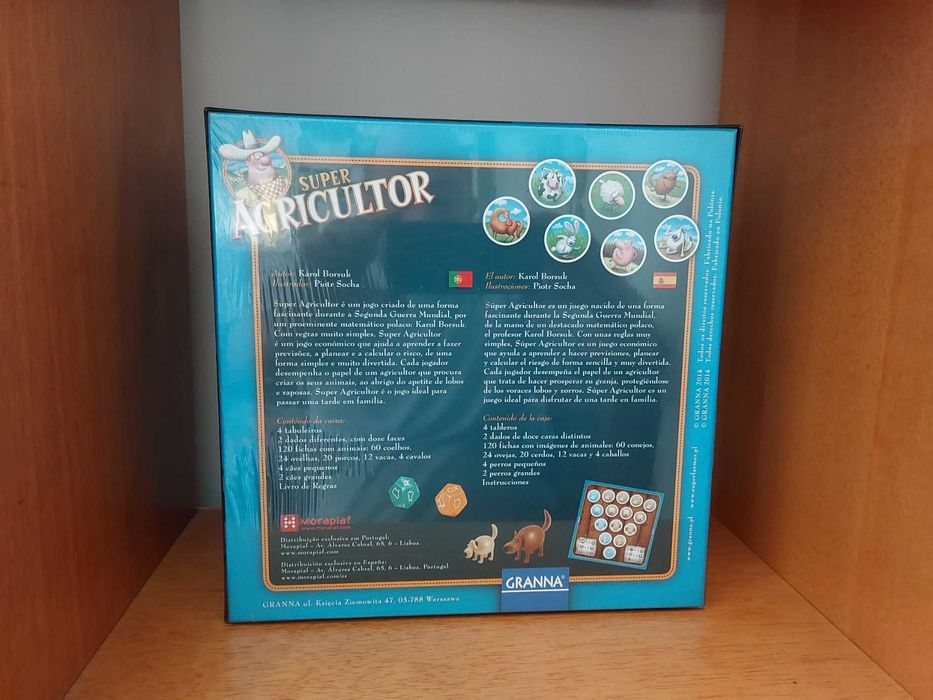 SUPER
AGRICULTOR
Autor: Karol Borsuk
Ilustrador: Piotr Socha
Super Agricultor é um jogo criado de uma forma
fascinante durante a Segunda Guerra Mundial, por
um proeminente matemático polaco: Karol Borsuk.
Com regras muito simples, Super Agricultor
é um jogo económico que ajuda a aprender a fazer
previsões, a planear e a calcular o risco, de uma
forma simples e muito divertida. Cada jogador
desempenha o papel de um agricultor que procura
criar os seus animais, ao abrigo do apetite de lobos
e raposas. Super Agricultor é o jogo ideal para
passar uma tarde em família.
Contéudo da caixa:
4 tabuleiros
2 dados diferentes, com doze faces
120 fichas com animais: 60 coelhos,
24 ovelhas, 20 porcos, 12 vacas, 4 cavalos
4 cães pequenos
2 cães grandes
Livro de Regras
morapiaf
www.morapiaf.com
Distribuição exclusiva em Portugal:
Morapiaf – Av. Álvares Cabral, 65, 6 – Lisboa.
www.morapiaf.com
Distribuición exclusiva en España:
Morapiaf – Av. Álvares Cabral, 65, 6 – Lisboa, Portugal.
www.morapiaf.com/es
El autor: Karol Borsuk
Ilustraciones: Piotr Socha
Súper Agricultor es un juego nacido de una forma
fascinante durante la Segunda Guerra Mundial,
de la mano de un destacado matemático polaco,
el profesor Karol Borsuk. Con unas reglas muy
simples, Súper Agricultor es un juego económico
que ayuda a aprender a hacer previsiones, planear
y calcular el riesgo de forma sencilla y muy divertida.
Cada jugador desempeña el papel de un agricultor
que trata de hacer prosperar su granja, protegiéndose
de los voraces lobos y zorros. Súper Agricultor es un
juego ideal para disfrutar de una tarde en familia.
Contenido de la caja:
4 tableros
2 dados de doce caras distintos
120 fichas con imágenes de animales: 60 conejos,
24 ovejas, 20 cerdos, 12 vacas y 4 caballos
4 perros pequeños
2 perros grandes
Instrucciones
GRANNA®
GRANNA ul. Księcia Ziemowita 47, 03-788 Warszawa
© GRANNA 2014 Todos os direitos reservados. Fabricado na Polónia.
© GRANNA 2014 Todos derechos reservados. Fabricado en Polonia.
www.granna.pl www.superfarmer.pl